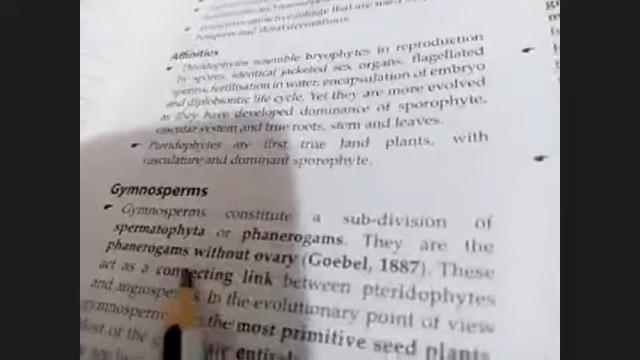 Affinities
Pteridophytes resemble bryophytes in reproduction
by spores, identical jacketed sex organs, flagellated
sperms, fertilisation in water, encapsulation of embryo
and diplobiontic life cycle. Yet they are more evolved
as they have developed dominance of sporophyte,
vascular system and true roots, stem and leaves.
Pteridophytes are first true land plants, with
vasculature and dominant sporophyte.
Gymnosperms
Gymnosperms constitute a sub-division of
spermatophyta or phanerogams. They are the
phanerogams without ovary (Goebel, 1887). These
act as a connecting link between pteridophytes
and angiosperms. In the evolutionary point of view
gymnosperms the most primitive seed plants